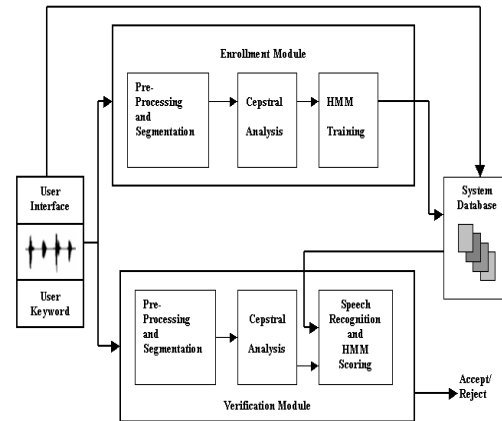 Enrollment Module
Pre-
Processing
and
Segmentation
Cepstral
Analysis
HMM
Training
User
Interface
User
Keyword
System
Database
Pre-
Processing
and
Segmentation
Cepstral
Analysis
Speech
Recognition
and
HMM
Scoring
Verification Module
Accept/
Reject